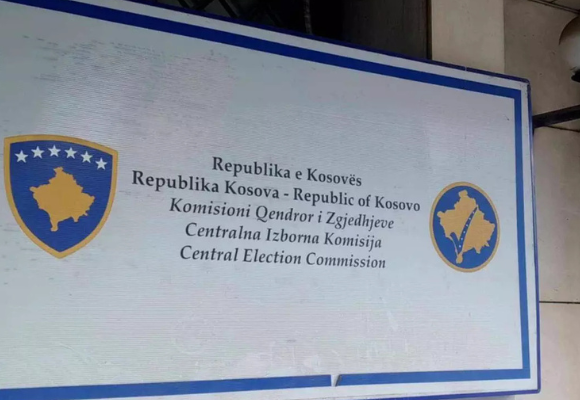 Republika e Kosovës
Republika Kosova - Republic of Kosovo
Komisioni Qendror i Zgjedhjeve
Centralna Izborna Komisija
Central Election Commission